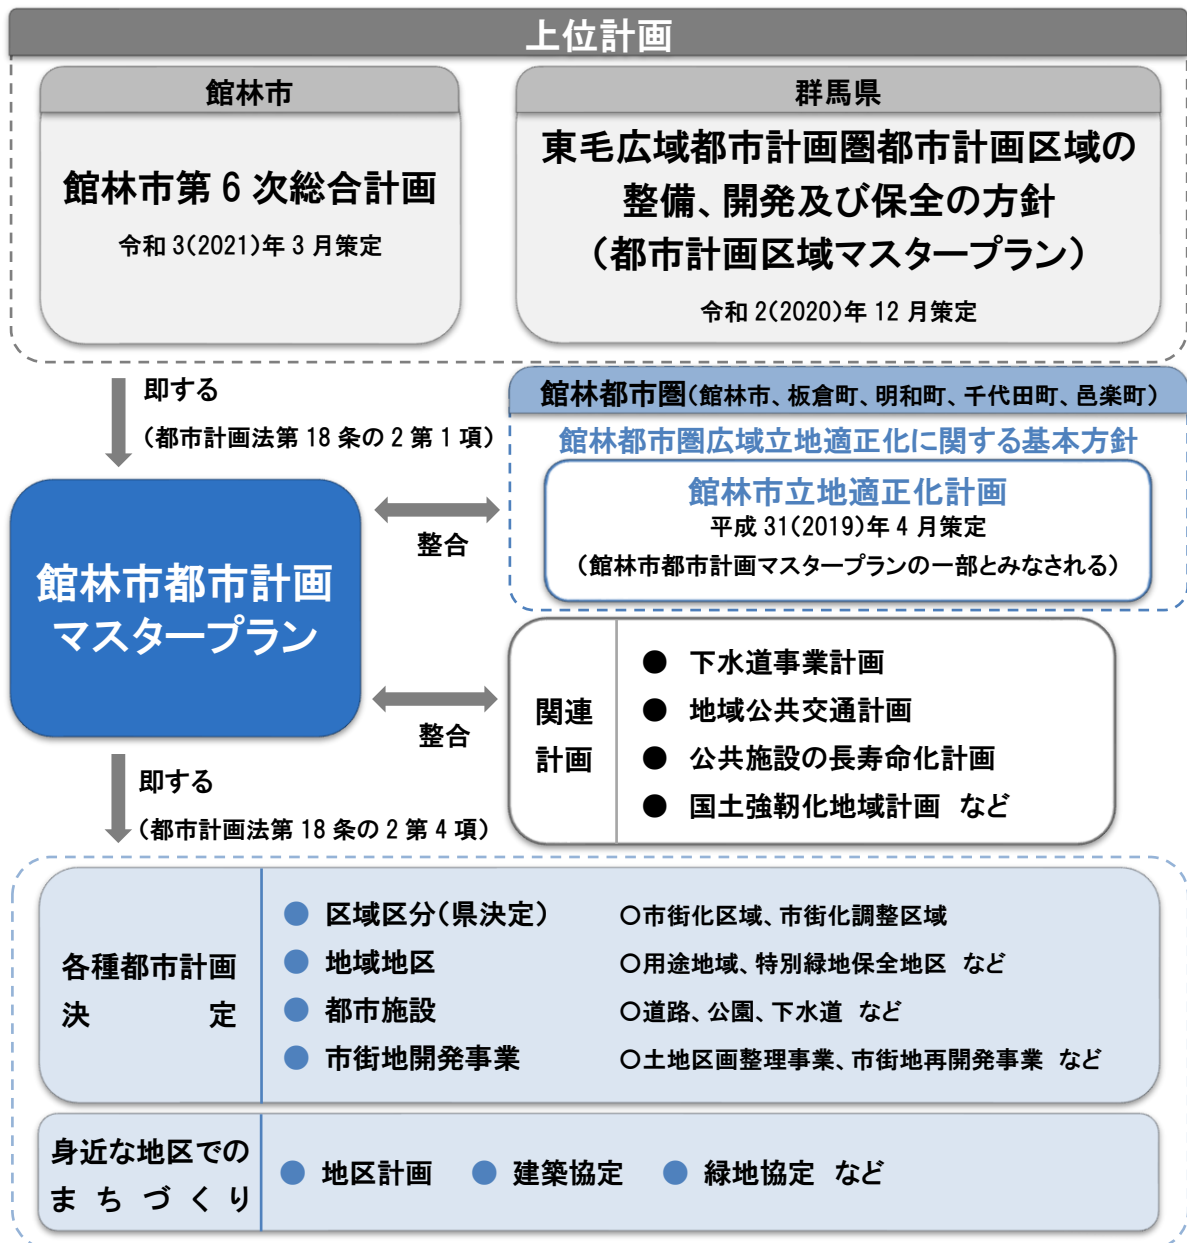 上位計画
館林市
館林市第6次総合計画
令和3(2021)年3月策定
群馬県
東毛広域都市計画圏都市計画区域の
整備、開発及び保全の方針
(都市計画区域マスタープラン)
令和2(2020)年12月策定
即する
(都市計画法第18条の2第1項)
館林都市圏(館林市、板倉町、明和町、千代田町、邑楽町)
館林都市圏広域立地適正化に関する基本方針
館林市立地適正化計画
平成31(2019)年4月策定
(館林市都市計画マスタープランの一部とみなされる)
整合
館林市都市計画
マスタープラン
整合
関連
計画
● 下水道事業計画
● 地域公共交通計画
● 公共施設の長寿命化計画
● 国土強靭化地域計画 など
即する
(都市計画法第18条の2第4項)
各種都市計画
決定
● 区域区分(県決定) ○市街化区域、市街化調整区域
● 地域地区 ○用途地域、特別緑地保全地区 など
● 都市施設 ○道路、公園、下水道 など
● 市街地開発事業 ○土地区画整理事業、市街地再開発事業 など
身近な地区での
まちづくり
● 地区計画 ● 建築協定 ● 緑地協定 など